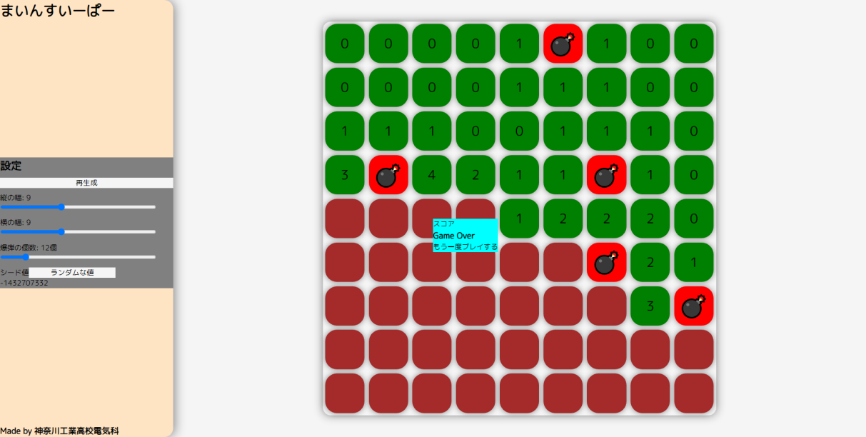 まいんすいーぱー
設定
再生成
縦の幅: 9
横の幅: 9
爆弾の個数: 12個
シード値 ランダムな値
-1432707332
Made by 神奈川工業高校電気科
0 0 0 0 1 1 0 0
0 0 0 0 1 1 1 0 0
1 1 1 0 0 1 1 1 0
3 4 2 1 1 1 0
1 2 2 2 0
スコア
Game Over
もう一度プレイする
2 1
3